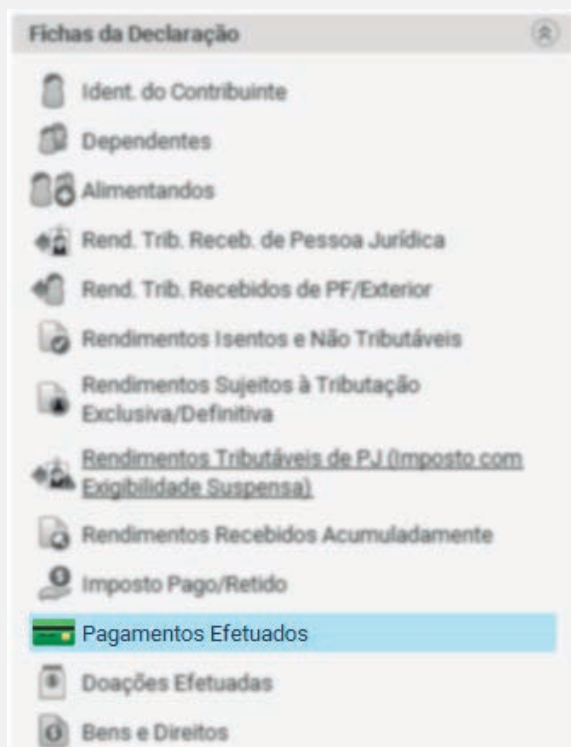 Fichas da Declaração
Ident. do Contribuinte
Dependentes
Alimentandos
Rend. Trib. Receb. de Pessoa Jurídica
Rend. Trib. Recebidos de PF/Exterior
Rendimentos Isentos e Não Tributáveis
Rendimentos Sujeitos à Tributação
Exclusiva/Definitiva
Rendimentos Tributáveis de PJ (Imposto com
Exigibilidade Suspensa)
Rendimentos Recebidos Acumuladamente
Imposto Pago/Retido
Pagamentos Efetuados
Doações Efetuadas
Bens e Direitos